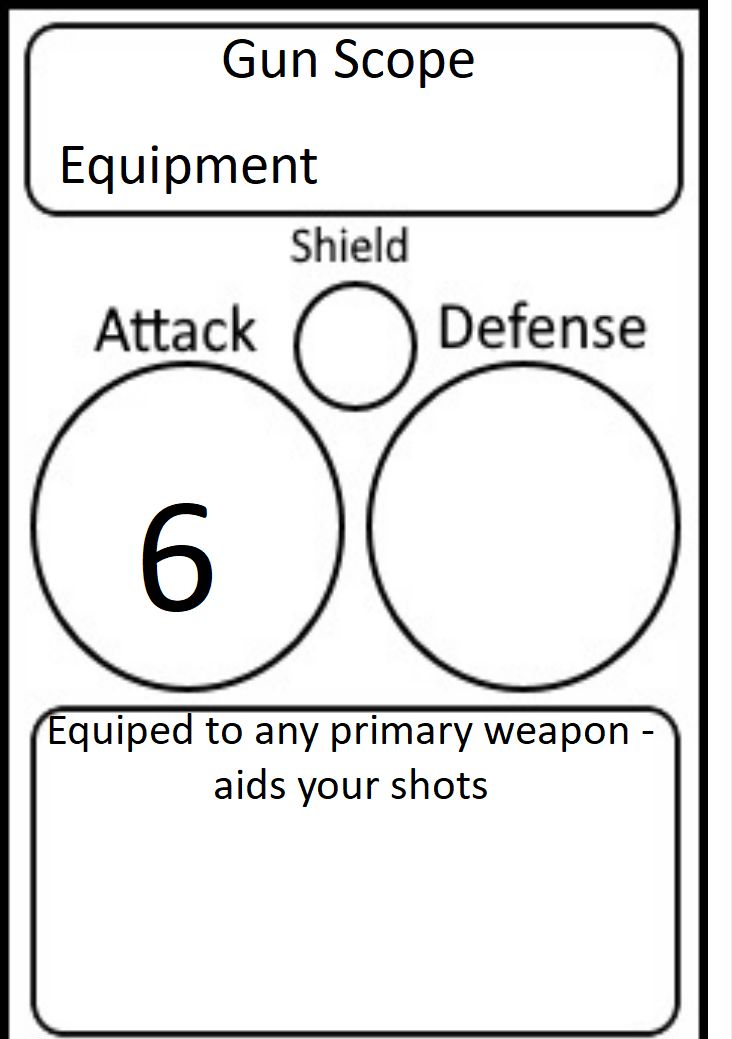 Gun Scope
Equipment
Shield
Attack
Defense
6
Equiped to any primary weapon -
aids your shots